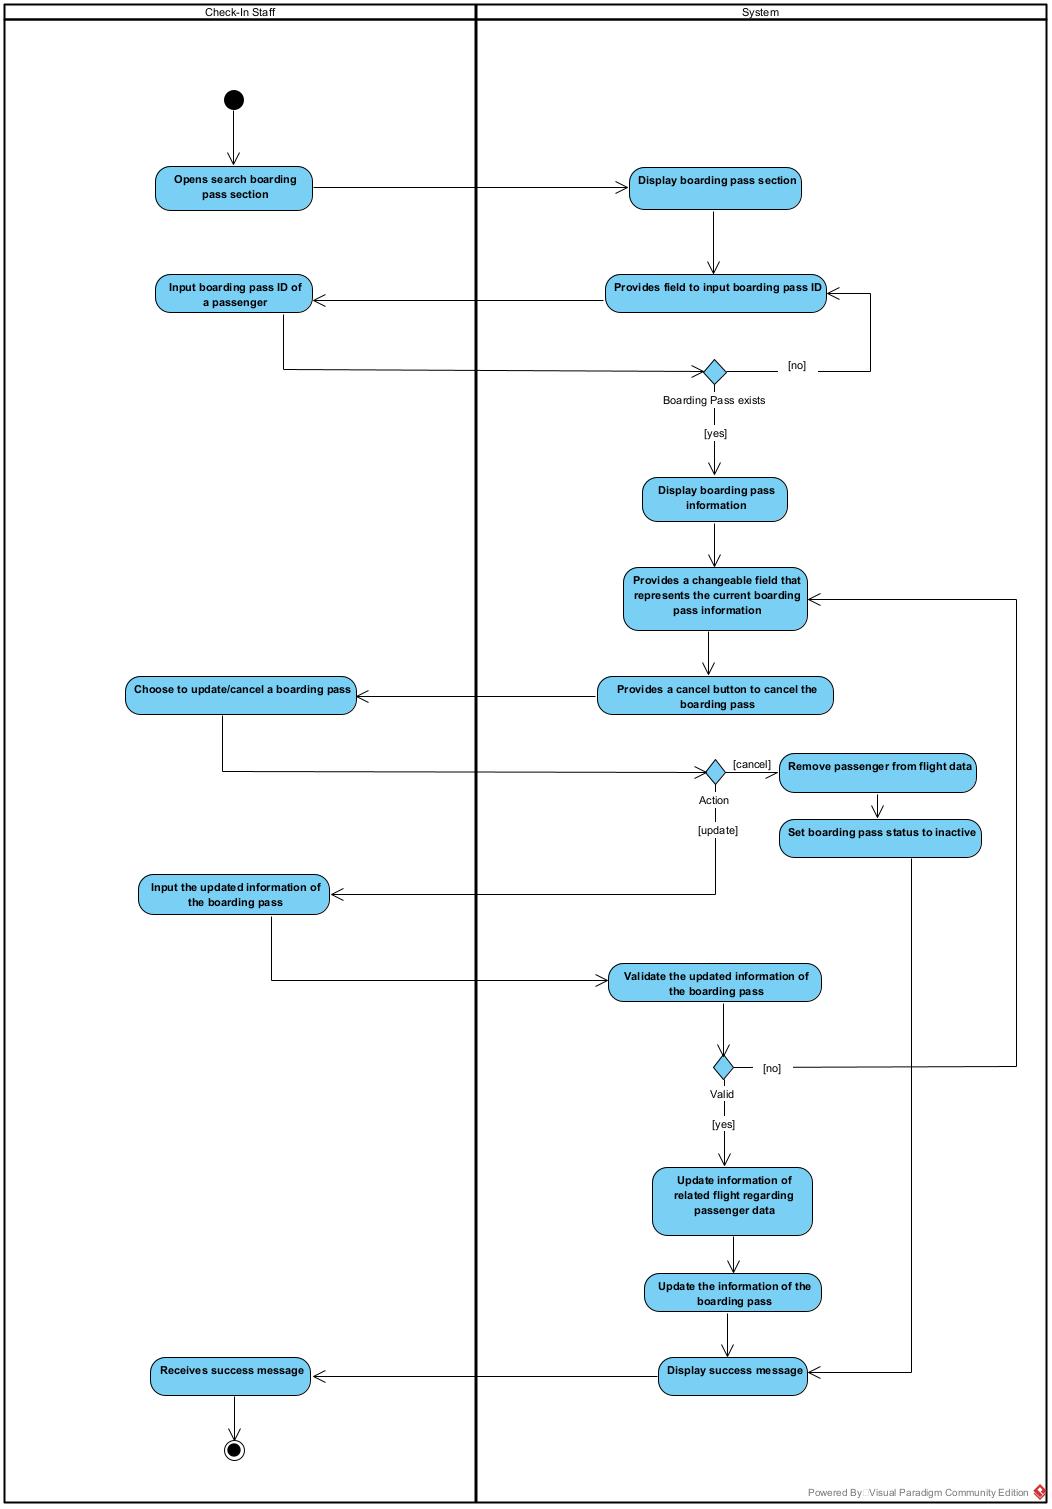 Check-In Staff
System
Opens search boarding
pass section
Display boarding pass section
Input boarding pass ID of
a passenger
Provides field to input boarding pass ID
[no]
Boarding Pass exists
[yes]
Display boarding pass
information
Provides a changeable field that
represents the current boarding
pass information
Choose to update/cancel a boarding pass
Provides a cancel button to cancel the
boarding pass
[cancel]
Remove passenger from flight data
Action
[update]
Set boarding pass status to inactive
Input the updated information of
the boarding pass
Validate the updated information of
the boarding pass
[no]
Valid
[yes]
Update information of
related flight regarding
passenger data
Update the information of the
boarding pass
Receives success message
Display success message
Powered By Visual Paradigm Community Edition